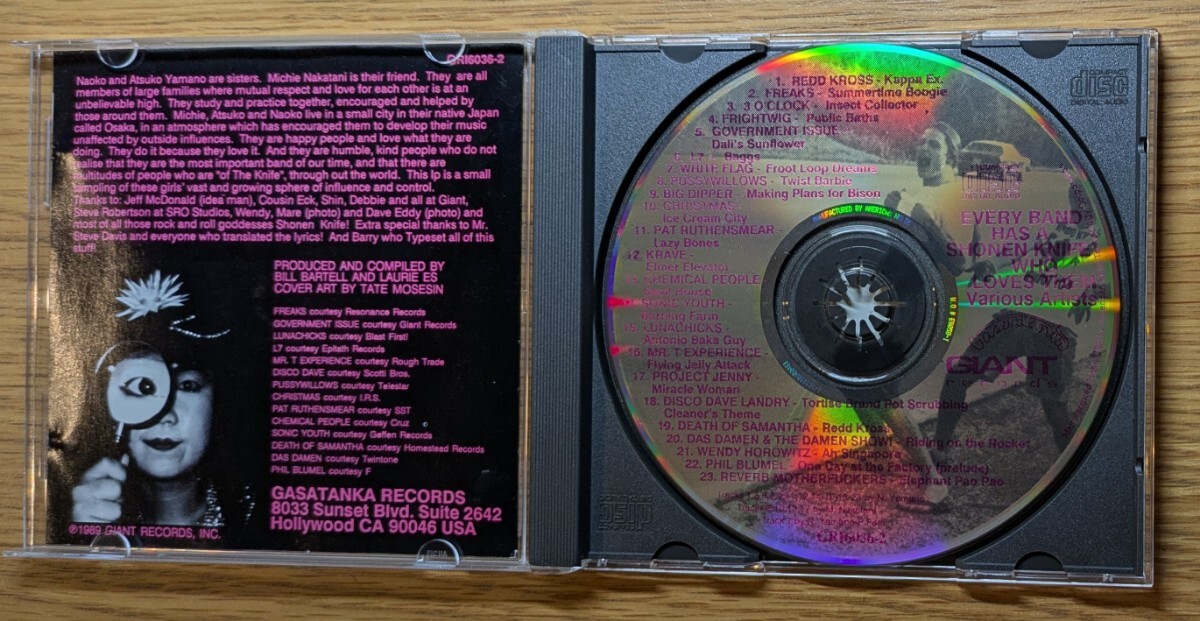 GRI6036-2
Naoko and Atsuko Yamano are sisters. Michie Nakatani is their friend. They are all
members of large families where mutual respect and love for each other is at an
unbelievable high. They study and practice together, encouraged and helped by
those around them. Michie, Atsuko and Naoko live in a small city in their native Japan
called Osaka, in an atmosphere which has encouraged them to develop their music
unaffected by outside influences. They are happy people and love what they are
doing. They do it because they love it. And they are humble, kind people who do not
realise that they are the most important band of our time, and that there are
multitudes of people who are "of The Knife", through out the world. This lp is a small
sampling of these girls' vast and growing sphere of influence and control.
Thanks to: Jeff McDonald (idea man), Cousin Eck, Shin, Debbie and all at Giant,
Steve Robertson at SRO Studios, Wendy, Mare (photo) and Dave Eddy (photo) and
most of all those rock and roll goddesses Shonen Knife! Extra special thanks to Mr.
Steve Davis and everyone who translated the lyrics! And Barry who Typeset all of this
stuff!
PRODUCED AND COMPILED BY
BILL BARTELL AND LAURIE ES
COVER ART BY TATE MOSESIN
FREAKS courtesy Resonance Records
GOVERNMENT ISSUE courtesy Giant Records
LUNACHICKS courtesy Blast First!
L7 courtesy Epitath Records
MR. T EXPERIENCE courtesy Rough Trade
DISCO DAVE courtesy Scotti Bros.
PUSSYWILLOWS courtesy Telestar
CHRISTMAS courtesy I.R.S.
PAT RUTHENSMEAR courtesy SST
CHEMICAL PEOPLE courtesy Cruz
SONIC YOUTH courtesy Geffen Records
DEATH OF SAMANTHA courtesy Homestead Records
DAS DAMEN courtesy Twintone
PHIL BLUMEL courtesy F
GASATANKA RECORDS
8033 Sunset Blvd. Suite 2642
Hollywood CA 90046 USA
℗1989 GIANT RECORDS, INC.
COMPACT
disc
DIGITAL AUDIO
1. REDD KROSS - Kappa Ex.
2. FREAKS - Summertime Boogie
3. 3 O'CLOCK - Insect Collector
4. FRIGHTWIG - Public Baths
5. GOVERNMENT ISSUE
Dali's Sunflower
6. L7 - Baggs
7. WHITE FLAG - Froot Loop Dreams
8. PUSSYWILLOWS - Twist Barbie
9. BIG DIPPER - Making Plans for Bison
10. CHRISTMAS -
Ice Cream City
11. PAT RUTHENSMEAR -
Lazy Bones
12. KRAVE -
Elmer Elevator
15. CHEMICAL PEOPLE
14. SONIC YOUTH -
Burning Farm
15. LUNACHICKS -
Antonio Baka Guy
16. MR. T EXPERIENCE -
Flying Jelly Attack
17. PROJECT JENNY -
Miracle Woman
18. DISCO DAVE LANDRY - Tortise Brand Pot Scrubbing
Cleaner's Theme
19. DEATH OF SAMANTHA - Redd Kross
20. DAS DAMEN & THE DAMEN SHOW! - Riding on the Rocket
21. WENDY HOROWITZ - Ah Singapore
22. PHIL BLUMEL - One Day at the Factory (prelude)
23. REVERB MOTHERFUCKERS - Elephant Pao Pao
GRI6036-2
EVERY BAND
HAS A
SHONEN KNIFE
WHO
LOVES THEM
Various Artists
GIANT
records